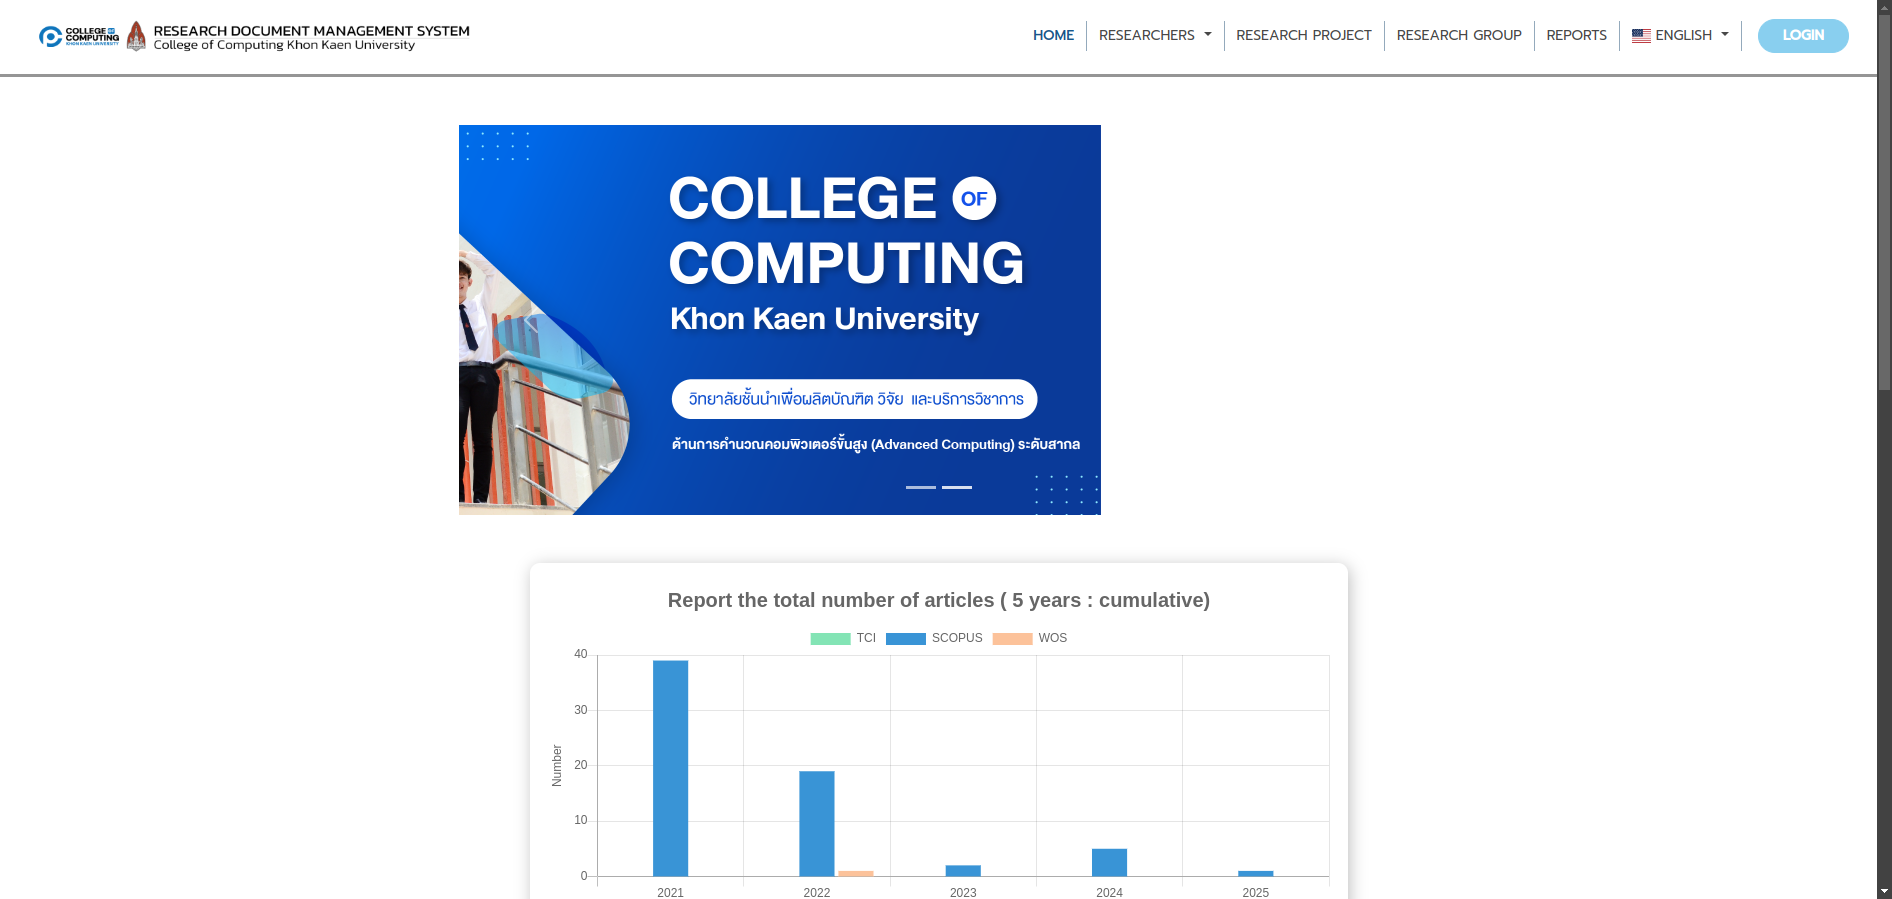 COLLEGE OF
COMPUTING
KHON KAEN UNIVERSITY
RESEARCH DOCUMENT MANAGEMENT SYSTEM
College of Computing Khon Kaen University
HOME RESEARCHERS RESEARCH PROJECT RESEARCH GROUP REPORTS ENGLISH LOGIN
COLLEGE OF
COMPUTING
Khon Kaen University
วิทยาลัยชั้นนำเพื่อผลิตบัณฑิต วิจัย และบริการวิชาการ
ด้านการคำนวณคอมพิวเตอร์ขั้นสูง (Advanced Computing) ระดับสากล
Report the total number of articles ( 5 years : cumulative)
TCI SCOPUS WOS
40
30
20
10
0
Number
2021 2022 2023 2024 2025